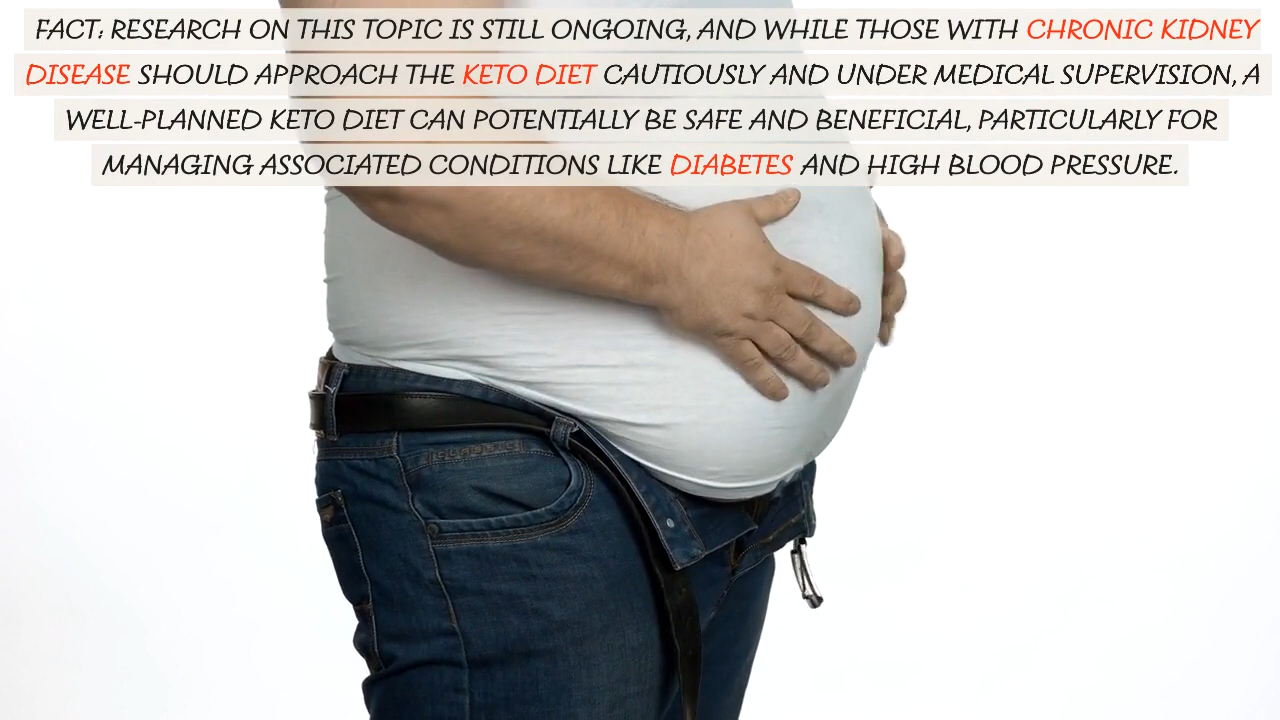 FACT: RESEARCH ON THIS TOPIC IS STILL ONGOING, AND WHILE THOSE WITH CHRONIC KIDNEY
DISEASE SHOULD APPROACH THE KETO DIET CAUTIOUSLY AND UNDER MEDICAL SUPERVISION, A
WELL-PLANNED KETO DIET CAN POTENTIALLY BE SAFE AND BENEFICIAL, PARTICULARLY FOR
MANAGING ASSOCIATED CONDITIONS LIKE DIABETES AND HIGH BLOOD PRESSURE.